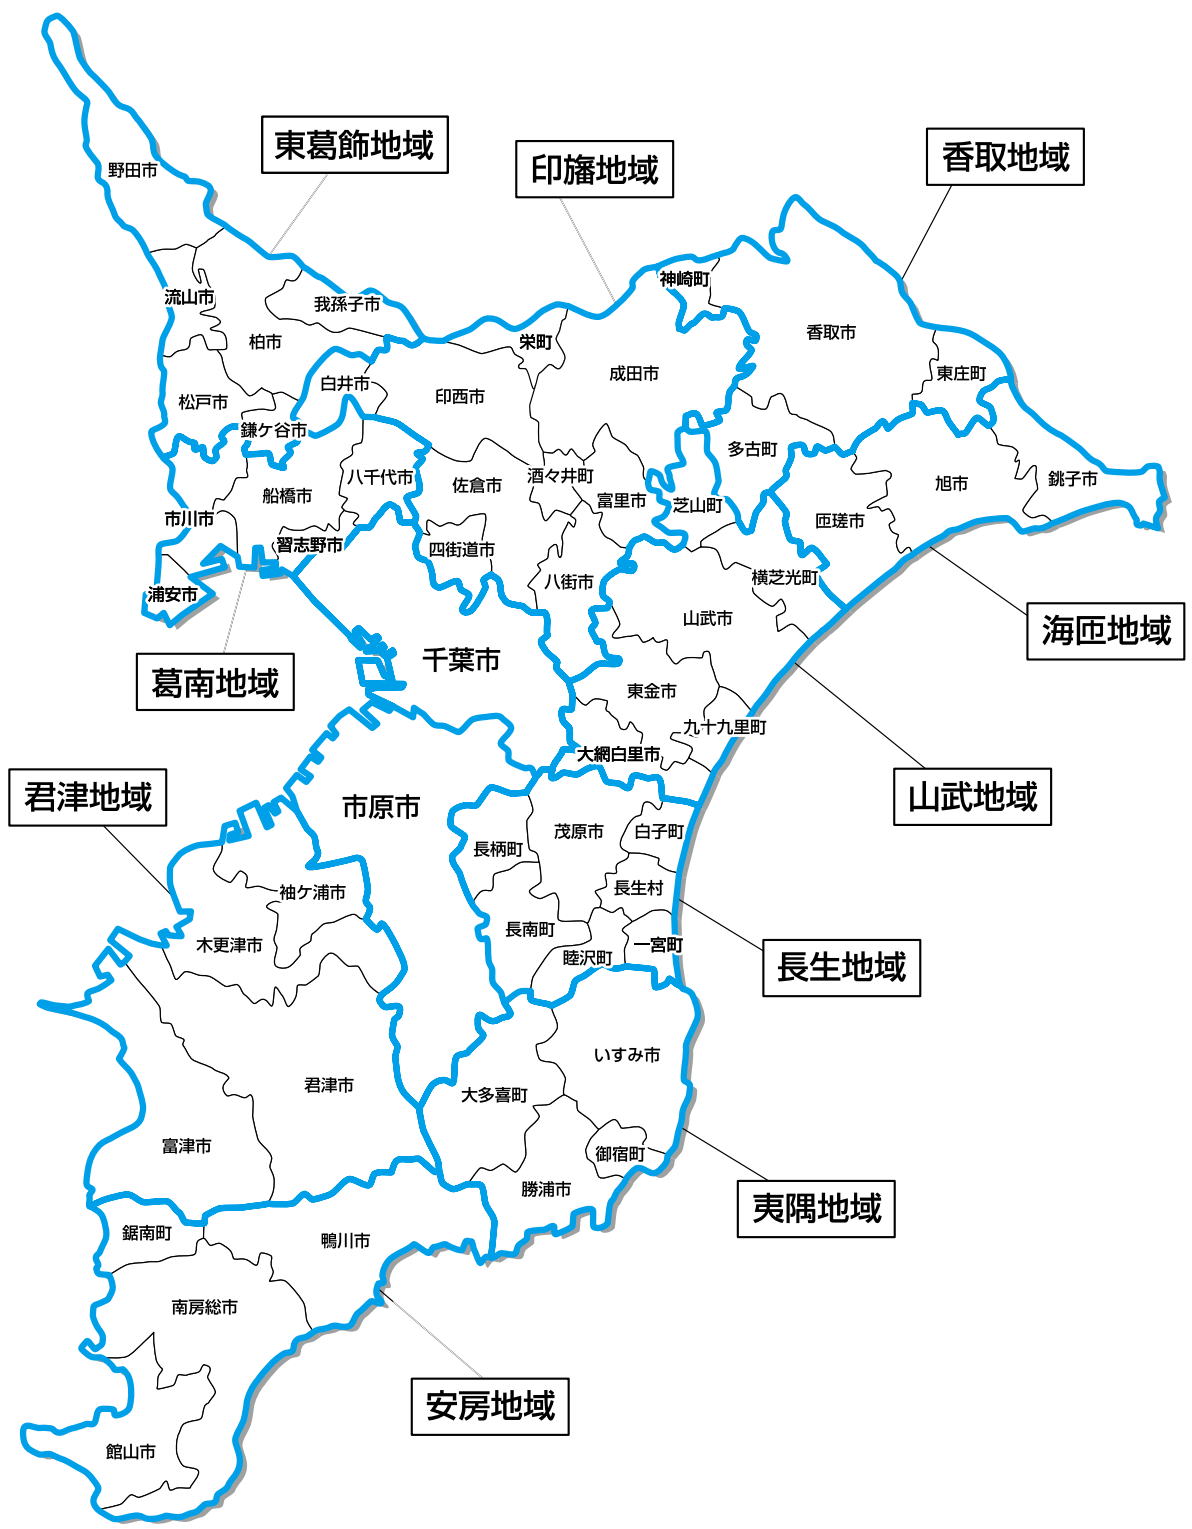 東葛飾地域
印旛地域
香取地域
野田市
流山市
我孫子市
柏市
神崎町
香取市
栄町
成田市
東庄町
白井市
印西市
松戸市
鎌ケ谷市
多古町
八千代市
佐倉市
酒々井町
富里市
芝山町
旭市
銚子市
船橋市
市川市
匝瑳市
習志野市
四街道市
八街市
横芝光町
浦安市
山武市
海匝地域
千葉市
葛南地域
東金市
九十九里町
大網白里市
君津地域
市原市
山武地域
茂原市
白子町
長柄町
長生村
袖ケ浦市
長南町
木更津市
睦沢町
一宮町
長生地域
いすみ市
君津市
大多喜町
富津市
御宿町
勝浦市
夷隅地域
鋸南町
鴨川市
南房総市
安房地域
館山市